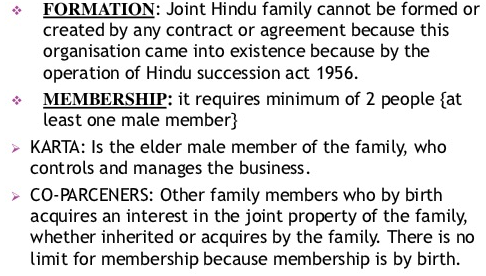 FORMATION: Joint Hindu family cannot be formed or
created by any contract or agreement because this
organisation came into existence because by the
operation of Hindu succession act 1956.
MEMBERSHIP: it requires minimum of 2 people {at
least one male member}
KARTA: Is the elder male member of the family, who
controls and manages the business.
CO-PARCENERS: Other family members who by birth
acquires an interest in the joint property of the family,
whether inherited or acquires by the family. There is no
limit for membership because membership is by birth.